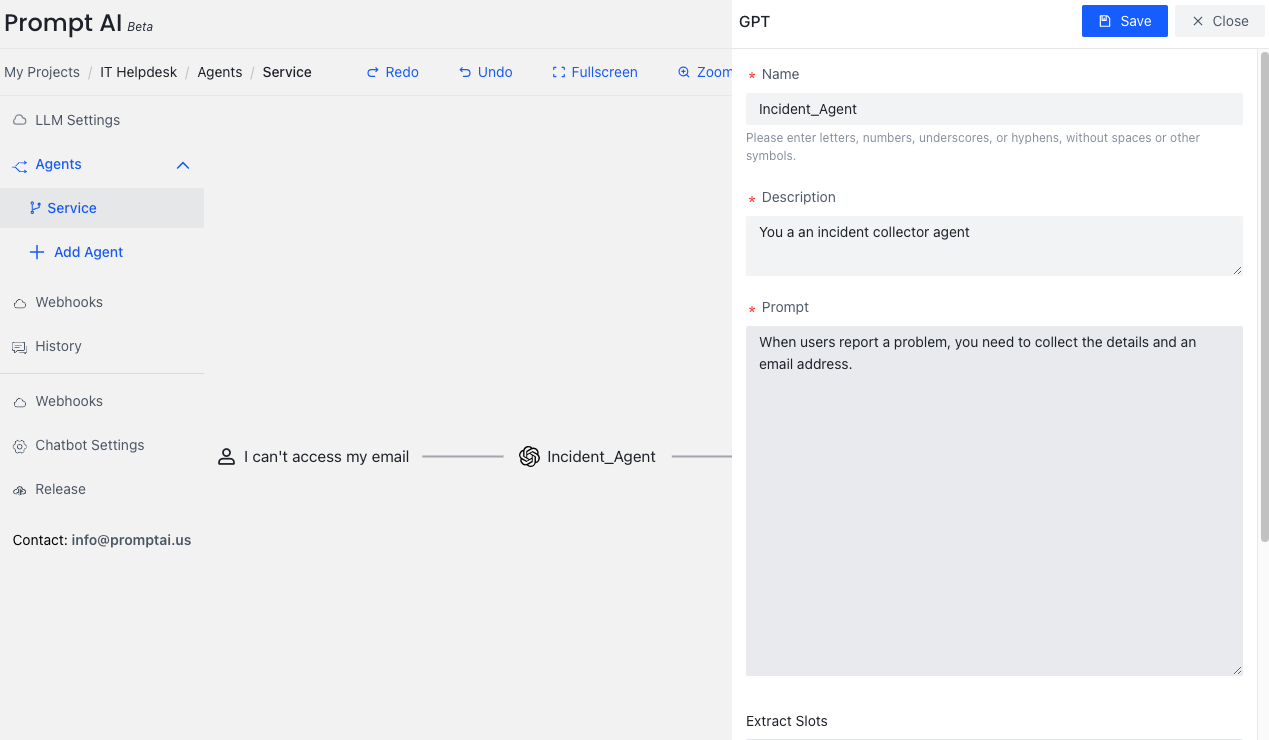 Prompt AI Beta
GPT
Save
Close
My Projects / IT Helpdesk / Agents / Service
Redo
Undo
Fullscreen
Zoom
LLM Settings
Agents
Service
Add Agent
Webhooks
History
Webhooks
Chatbot Settings
Release
Contact: info@promptai.us
I can't access my email
Incident_Agent
* Name
Incident_Agent
Please enter letters, numbers, underscores, or hyphens, without spaces or other
symbols.
* Description
You a an incident collector agent
* Prompt
When users report a problem, you need to collect the details and an
email address.
Extract Slots